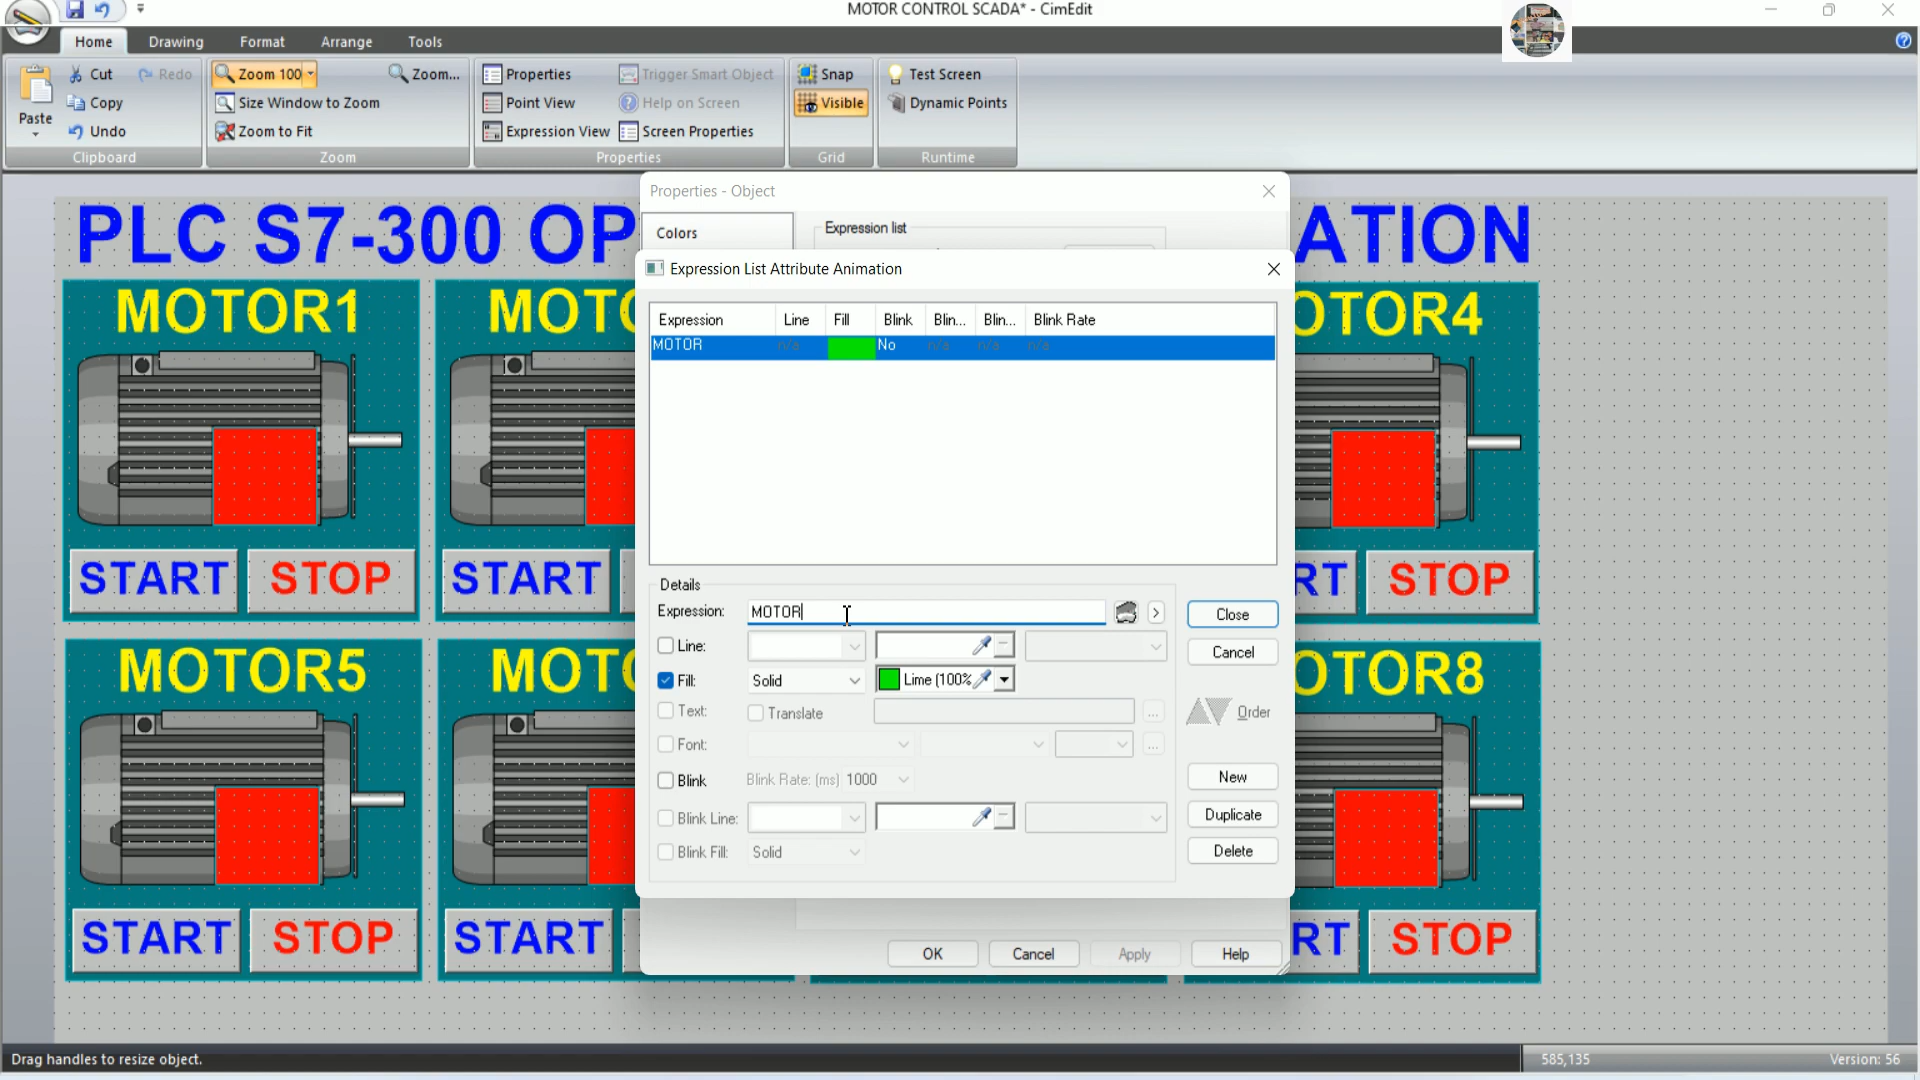 MOTOR CONTROL SCADA* - CimEdit
Home Drawing Format Arrange Tools
Paste
Cut
Copy
Undo
Redo
Clipboard
Zoom 100
Zoom...
Size Window to Zoom
Zoom to Fit
Zoom
Properties
Point View
Expression View
Trigger Smart Object
Help on Screen
Screen Properties
Properties
Snap
Visible
Grid
Test Screen
Dynamic Points
Runtime
PLC S7-300 OP
ATION
MOTOR1
MOTO
OTOR4
START STOP
START
RT STOP
MOTOR5
MOTO
OTOR8
START STOP
START
RT STOP
Properties - Object
Colors
Expression list
Expression List Attribute Animation
Expression Line Fill Blink Blin... Blin... Blink Rate
MOTOR n/a No n/a n/a n/a
Details
Expression: MOTOR
Line:
Fill: Solid Lime (100%
Text: Translate ...
Font: ...
Blink Blink Rate: (ms) 1000
Blink Line:
Blink Fill: Solid
Close
Cancel
Order
New
Duplicate
Delete
OK Cancel Apply Help
Drag handles to resize object.
585,135
Version: 56